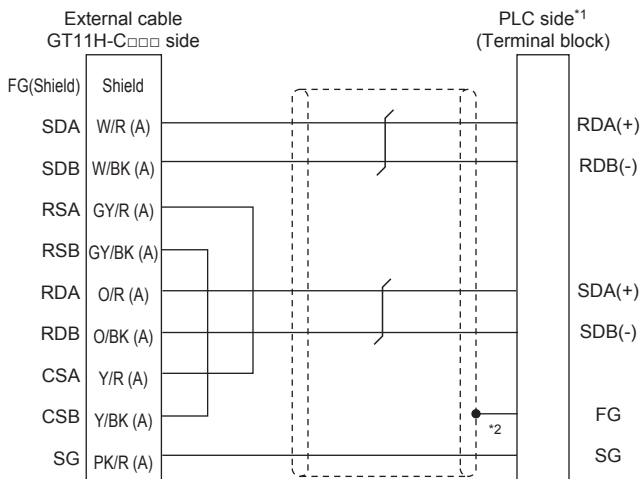 External cable
GT11H-C□□□ side
PLC side*1
(Terminal block)
FG(Shield) Shield
SDA W/R (A) RDA(+)
SDB W/BK (A) RDB(-)
RSA GY/R (A)
RSB GY/BK (A)
RDA O/R (A) SDA(+)
RDB O/BK (A) SDB(-)
CSA Y/R (A)
CSB Y/BK (A) FG
*2
SG PK/R (A) SG